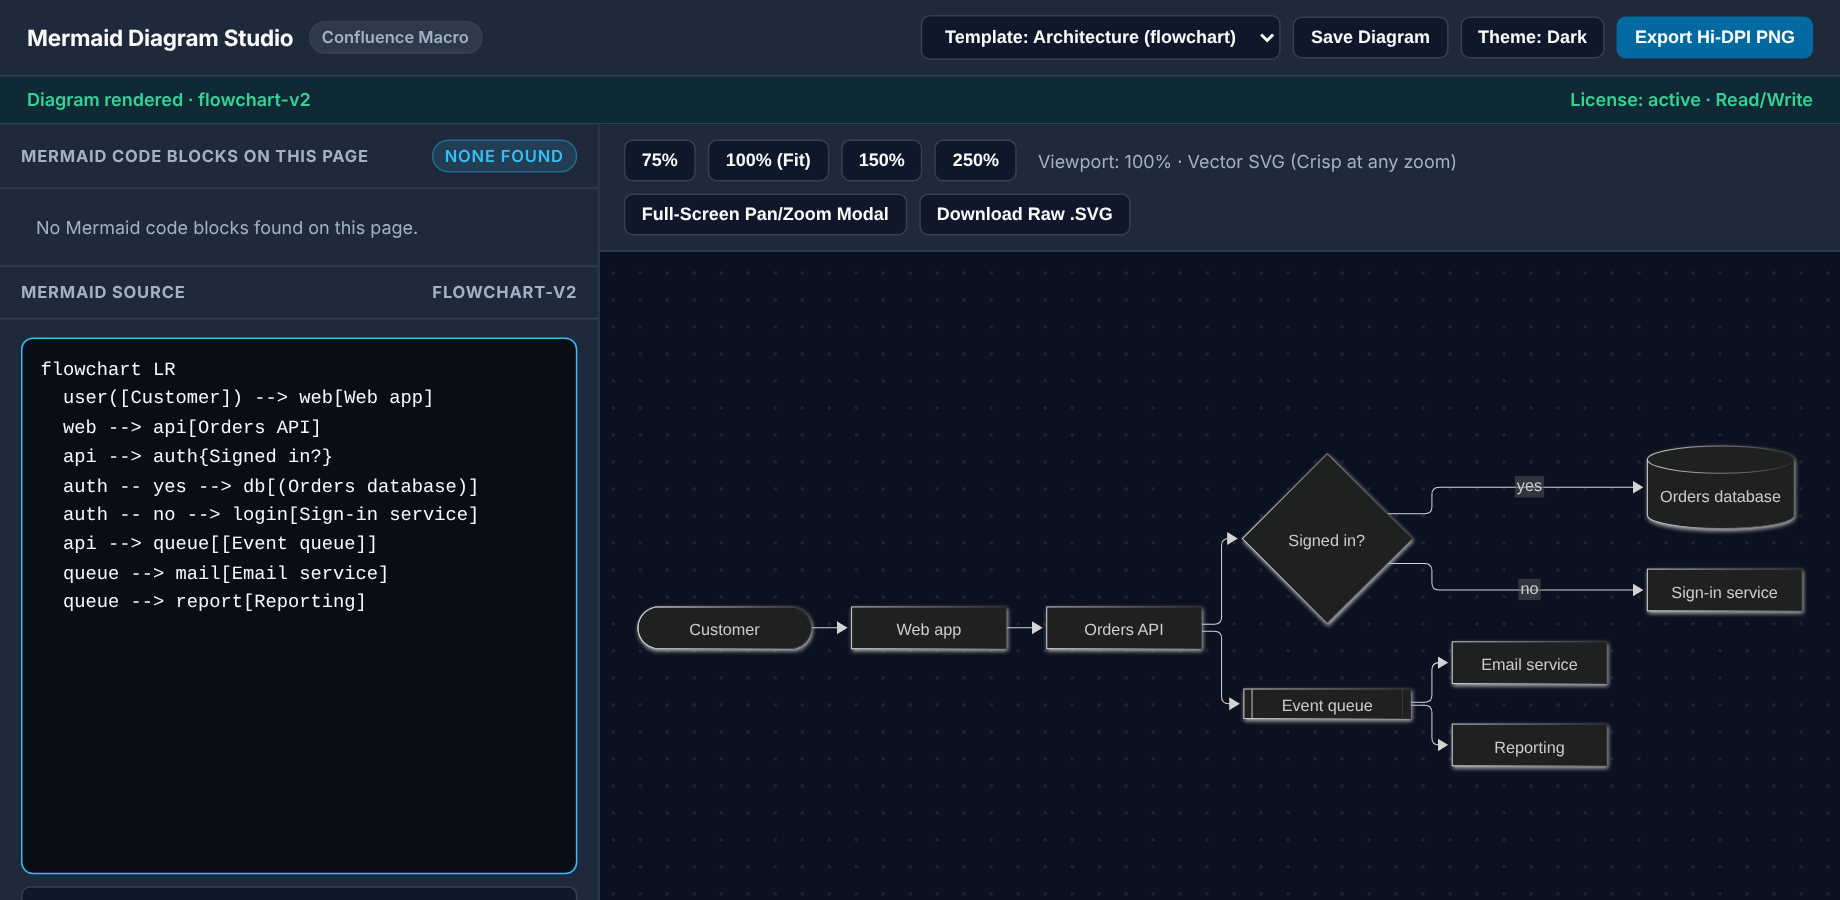 Mermaid Diagram Studio
Confluence Macro
Template: Architecture (flowchart)
Save Diagram
Theme: Dark
Export Hi-DPI PNG
Diagram rendered · flowchart-v2
License: active · Read/Write
MERMAID CODE BLOCKS ON THIS PAGE
NONE FOUND
No Mermaid code blocks found on this page.
MERMAID SOURCE
FLOWCHART-V2
flowchart LR
  user([Customer]) --> web[Web app]
  web --> api[Orders API]
  api --> auth{Signed in?}
  auth -- yes --> db[(Orders database)]
  auth -- no --> login[Sign-in service]
  api --> queue[[Event queue]]
  queue --> mail[Email service]
  queue --> report[Reporting]
75%
100% (Fit)
150%
250%
Viewport: 100% · Vector SVG (Crisp at any zoom)
Full-Screen Pan/Zoom Modal
Download Raw .SVG
Customer
Web app
Orders API
Signed in?
yes
Orders database
no
Sign-in service
Event queue
Email service
Reporting